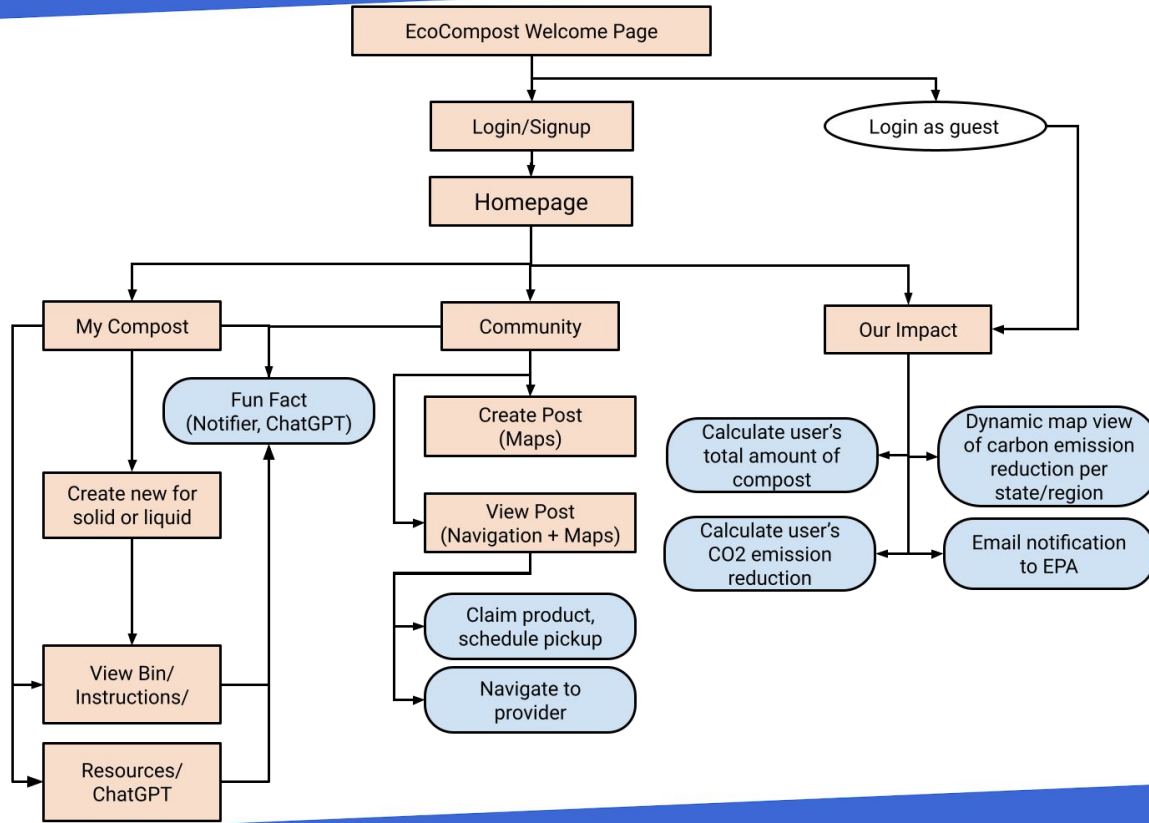 EcoCompost Welcome Page
Login/Signup
Login as guest
Homepage
My Compost
Community
Our Impact
Fun Fact
(Notifier, ChatGPT)
Create Post
(Maps)
Calculate user's
total amount of
compost
Dynamic map view
of carbon emission
reduction per
state/region
Create new for
solid or liquid
View Post
(Navigation + Maps)
Calculate user's
CO2 emission
reduction
Email notification
to EPA
Claim product,
schedule pickup
View Bin/
Instructions/
Navigate to
provider
Resources/
ChatGPT